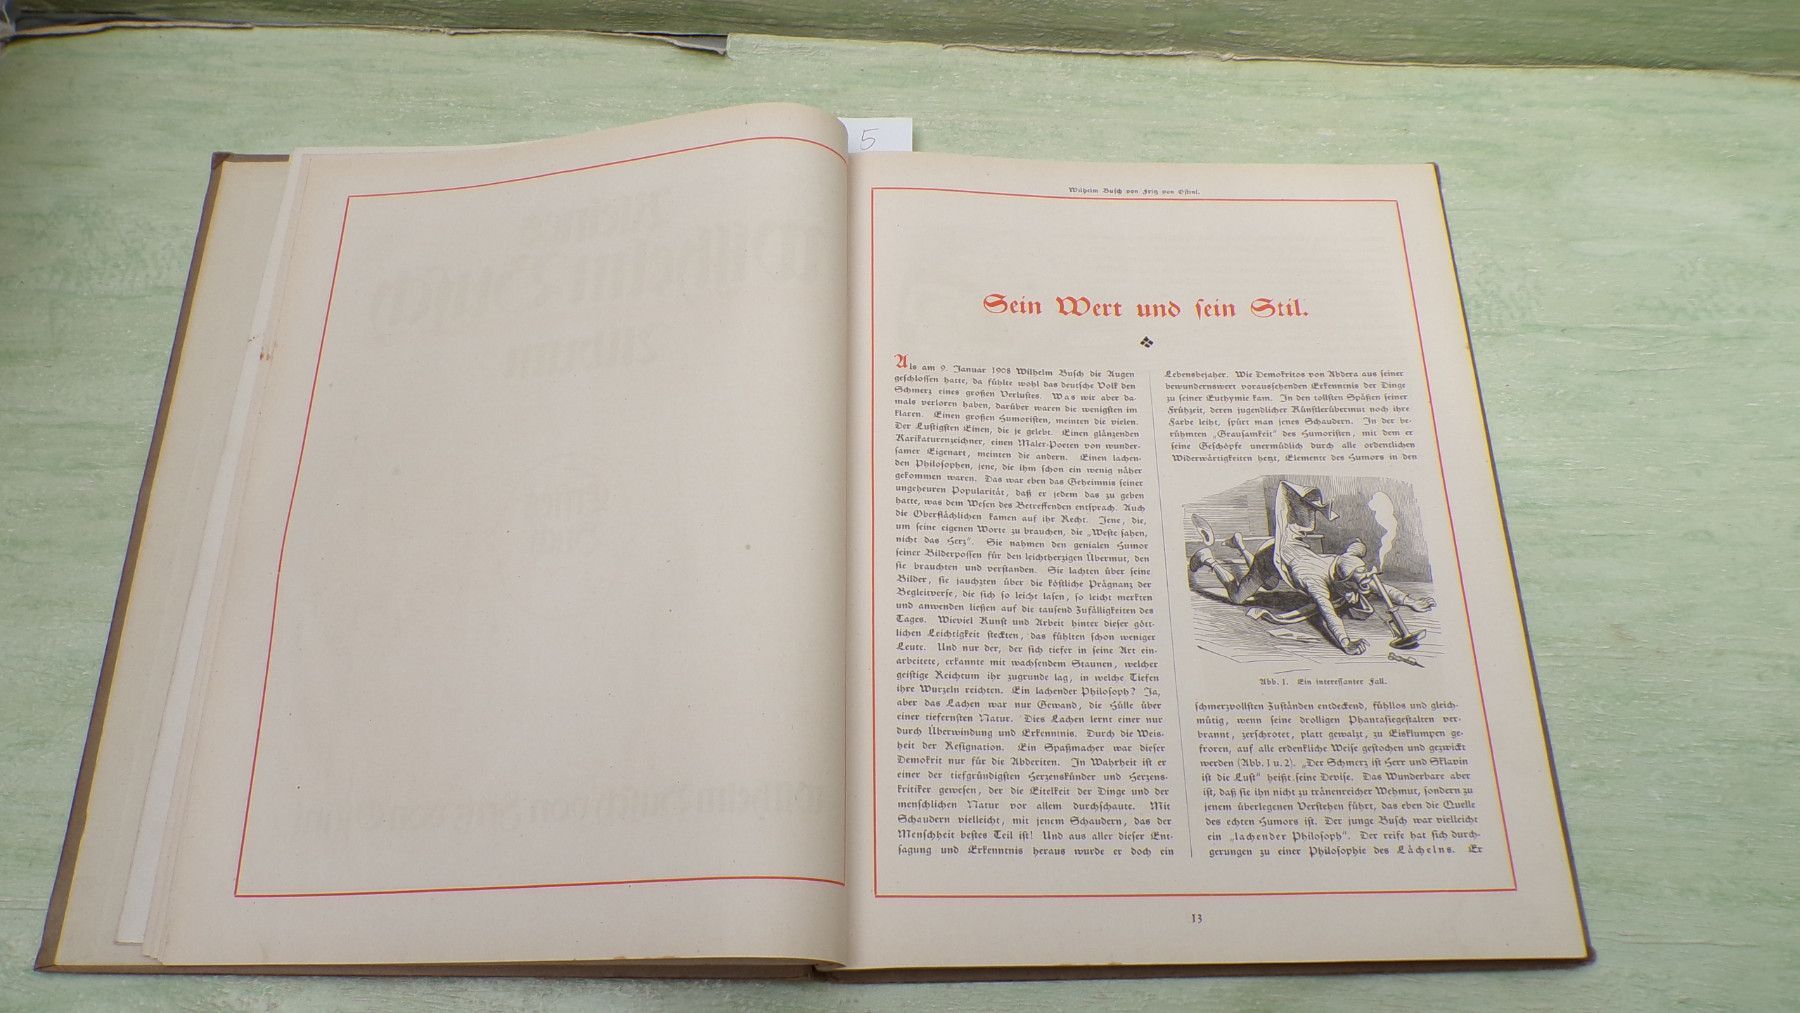 5
Wilhelm Busch von Fritz von Ostini.
Sein Wert und sein Stil.
Als am 9. Januar 1908 Wilhelm Busch die Augen
geschlossen hatte, da fühlte wohl das deutsche Volk den
Schmerz eines großen Verlustes. Was wir aber da-
mals verloren haben, darüber waren die wenigsten im
klaren. Einen großen Humoristen, meinten die vielen.
Der Lustigsten Einen, die je gelebt. Einen glänzenden
Karikaturenzeichner, einen Maler-Poeten von wunder-
samer Eigenart, meinten die andern. Einen lachen-
den Philosophen, jene, die ihm schon ein wenig näher
gekommen waren. Das war eben das Geheimnis seiner
ungeheuren Popularität, daß er jedem das zu geben
hatte, was dem Wesen des Betreffenden entsprach. Auch
die Oberflächlichen kamen auf ihr Recht. Jene, die,
um seine eigenen Worte zu brauchen, die „Weste sahen,
nicht das Herz“. Sie nahmen den genialen Humor
seiner Bilderpossen für den leichtherzigen Übermut, den
sie brauchten und verstanden. Sie lachten über seine
Bilder, sie jauchzten über die köstliche Prägnanz der
Begleitverse, die sich so leicht lasen, so leicht merkten
und anwenden ließen auf die tausend Zufälligkeiten des
Tages. Wieviel Kunst und Arbeit hinter dieser gött-
lichen Leichtigkeit steckten, das fühlten schon weniger
Leute. Und nur der, der sich tiefer in seine Art ein-
arbeitete, erkannte mit wachsendem Staunen, welcher
geistige Reichtum ihr zugrunde lag, in welche Tiefen
ihre Wurzeln reichten. Ein lachender Philosoph? Ja,
aber das Lachen war nur Gewand, die Hülle über
einer tiefernsten Natur. Dies Lachen lernt einer nur
durch Überwindung und Erkenntnis. Durch die Weis-
heit der Resignation. Ein Spaßmacher war dieser
Demokrit nur für die Abderiten. In Wahrheit ist er
einer der tiefgründigsten Herzenskünder und Herzens-
kritiker gewesen, der die Eitelkeit der Dinge und der
menschlichen Natur vor allem durchschaute. Mit
Schaudern vielleicht, mit jenem Schaudern, das der
Menschheit bestes Teil ist! Und aus aller dieser Ent-
sagung und Erkenntnis heraus wurde er doch ein
Lebensbejaher. Wie Demokritos von Abdera aus seiner
bewundernswert voraussehenden Erkenntnis der Dinge
zu seiner Euthymie kam. In den tollsten Späßen seiner
Frühzeit, deren jugendlicher Künstlerübermut noch ihre
Farbe leiht, spürt man jenes Schaudern. In der be-
rühmten „Grausamkeit“ des Humoristen, mit dem er
seine Geschöpfe unermüdlich durch alle ordentlichen
Widerwärtigkeiten hetzt, Elemente des Humors in den
Abb. 1. Ein interessanter Fall.
schmerzvollsten Zuständen entdeckend, fühllos und gleich-
mütig, wenn seine drolligen Phantasiegestalten ver-
brannt, zerschrotet, platt gewalzt, zu Eisklumpen ge-
froren, auf alle erdenkliche Weise gestochen und gezwickt
werden (Abb. 1 u. 2). „Der Schmerz ist Herr und Sklavin
ist die Lust“ heißt seine Devise. Das Wunderbare aber
ist, daß sie ihn nicht zu tränenreicher Wehmut, sondern zu
jenem überlegenen Verstehen führt, das eben die Quelle
des echten Humors ist. Der junge Busch war vielleicht
ein „lachender Philosoph“. Der reife hat sich durch-
gerungen zu einer Philosophie des Lächelns. Er
13